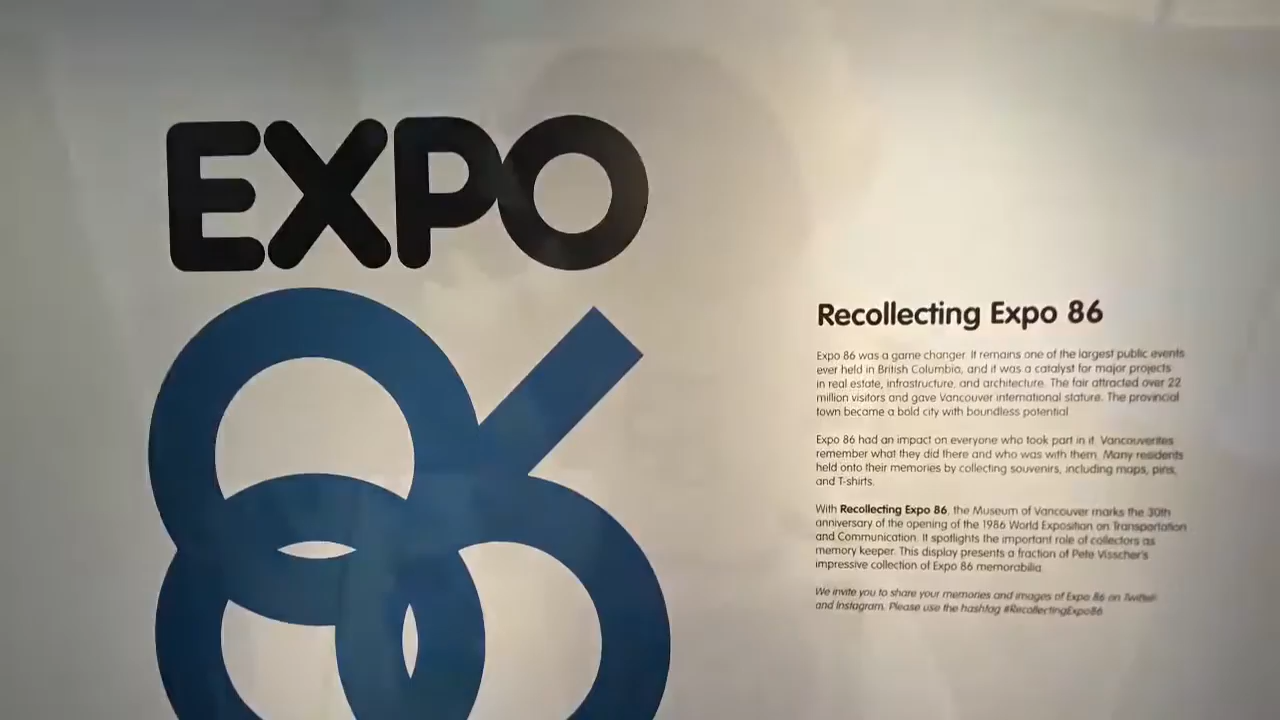 EXPO
86
Recollecting Expo 86
Expo 86 was a game changer. It remains one of the largest public events
ever held in British Columbia, and it was a catalyst for major projects
in real estate, infrastructure, and architecture. The fair attracted over 22
million visitors and gave Vancouver international stature. The provincial
town became a bold city with boundless potential.
Expo 86 had an impact on everyone who took part in it. Vancouverites
remember what they did there and who was with them. Many residents
held onto their memories by collecting souvenirs, including maps, pins,
and T-shirts.
With Recollecting Expo 86, the Museum of Vancouver marks the 30th
anniversary of the opening of the 1986 World Exposition on Transportation
and Communication. It spotlights the important role of collectors as
memory keeper. This display presents a fraction of Pete Visscher's
impressive collection of Expo 86 memorabilia.
We invite you to share your memories and images of Expo 86 on Twitter
and Instagram. Please use the hashtag #RecollectingExpo86